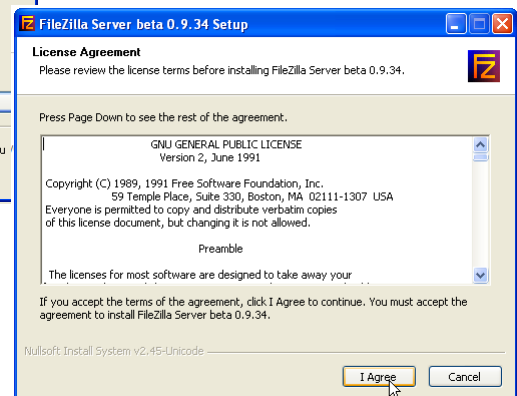 FileZilla Server beta 0.9.34 Setup
License Agreement
Please review the license terms before installing FileZilla Server beta 0.9.34.
Fz
Press Page Down to see the rest of the agreement.
GNU GENERAL PUBLIC LICENSE
Version 2, June 1991
Copyright (C) 1989, 1991 Free Software Foundation, Inc.
59 Temple Place, Suite 330, Boston, MA 02111-1307 USA
Everyone is permitted to copy and distribute verbatim copies
of this license document, but changing it is not allowed.
Preamble
The licenses for most software are designed to take away your
If you accept the terms of the agreement, click I Agree to continue. You must accept the
agreement to install FileZilla Server beta 0.9.34.
Nullsoft Install System v2.45-Unicode
I Agree
Cancel